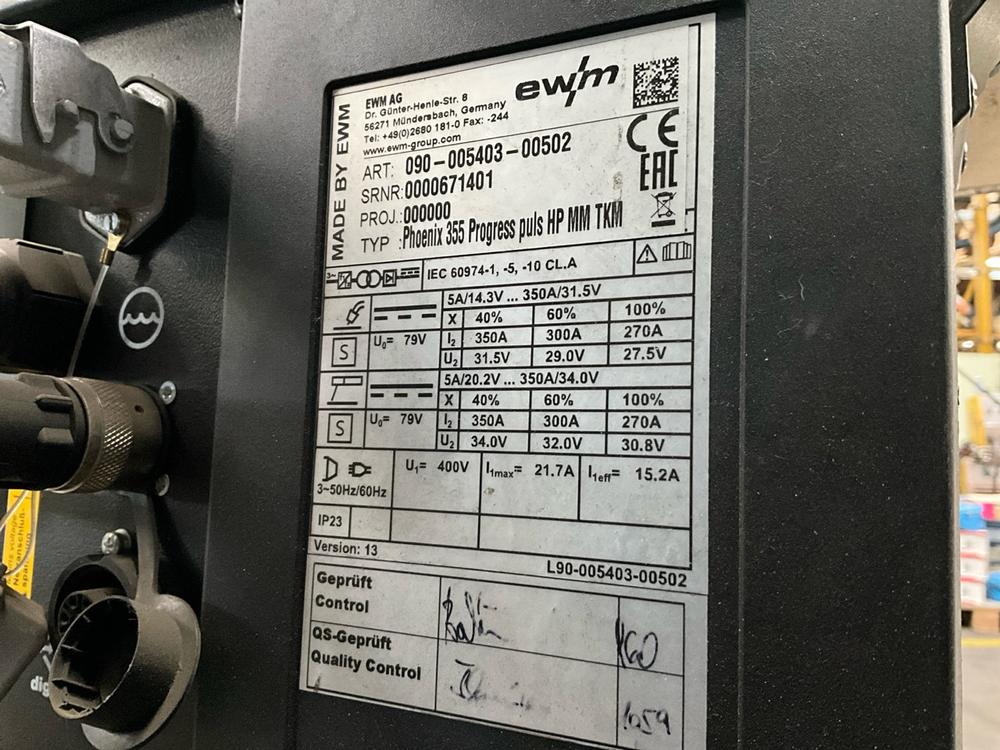 MADE BY EWM
EWM AG
Dr. Günter-Henle-Str. 8
56271 Mündersbach, Germany
Tel: +49(0)2680 181-0 Fax: -244
www.ewm-group.com
ewm
CE
EAC
ART: 090-005403-00502
SRNR: 0000671401
PROJ.: 000000
TYP : Phoenix 355 Progress puls HP MM TKM
3~ IEC 60974-1, -5, -10 CL.A
5A/14.3V ... 350A/31.5V
X 40% 60% 100%
U₀= 79V I₂ 350A 300A 270A
S U₂ 31.5V 29.0V 27.5V
5A/20.2V ... 350A/34.0V
X 40% 60% 100%
U₀= 79V I₂ 350A 300A 270A
S U₂ 34.0V 32.0V 30.8V
U₁= 400V I₁max= 21.7A I₁eff= 15.2A
3~50Hz/60Hz
IP23
Version: 13
L90-005403-00502
Geprüft
Control
QS-Geprüft
Quality Control
1059
dig